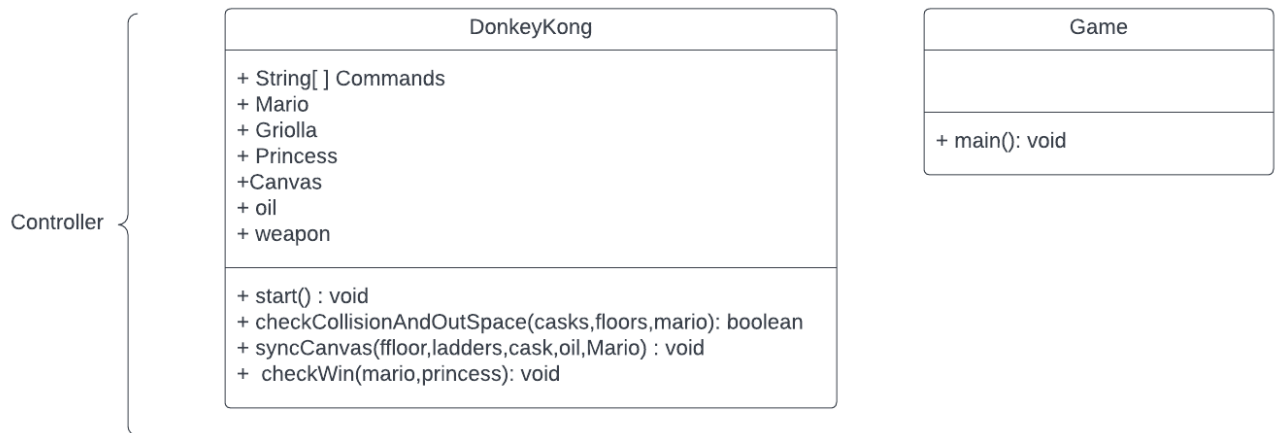 Controller
DonkeyKong
+ String[ ] Commands
+ Mario
+ Griolla
+ Princess
+Canvas
+ oil
+ weapon
+ start() : void
+ checkCollisionAndOutSpace(casks,floors,mario): boolean
+ syncCanvas(ffloor,ladders,cask,oil,Mario) : void
+  checkWin(mario,princess): void
Game
+ main(): void